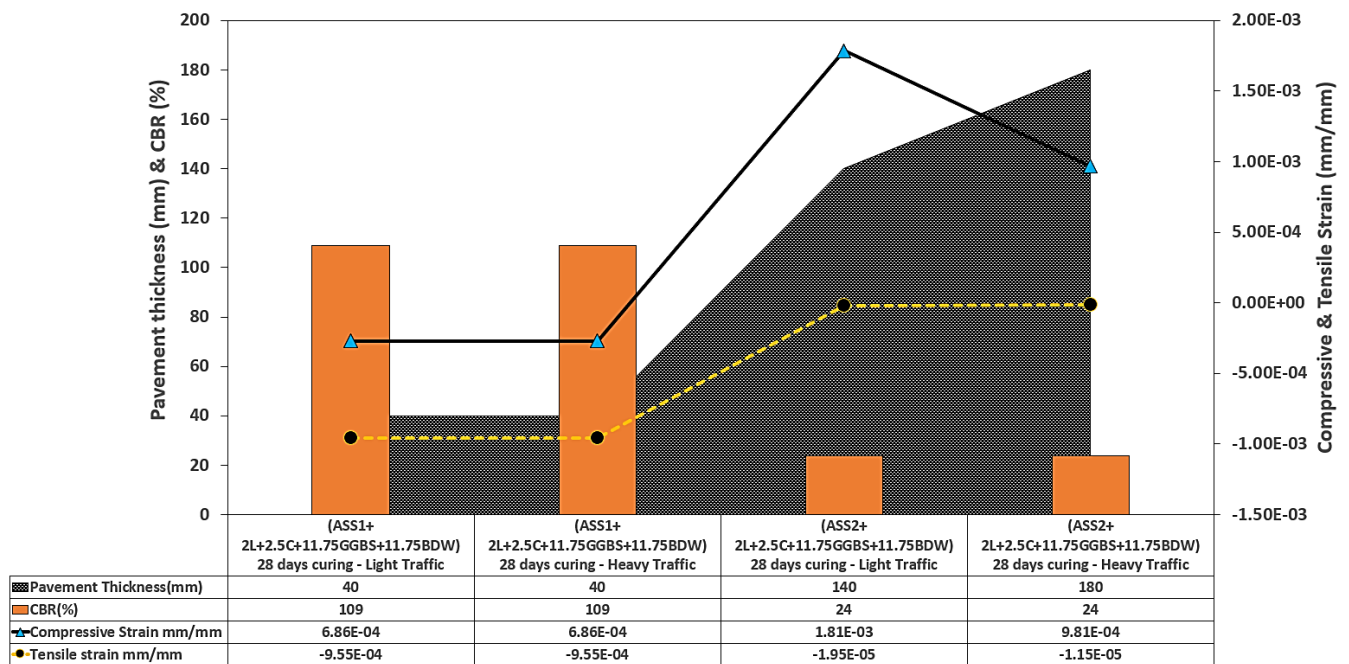 Pavement thickness (mm) & CBR (%)
200
180
160
140
120
100
80
60
40
20
0
2.00E-03
1.50E-03
1.00E-03
5.00E-04
0.00E+00
-5.00E-04
-1.00E-03
-1.50E-03
Compressive & Tensile Strain (mm/mm)
(ASS1+
2L+2.5C+11.75GGBS+11.75BDW)
28 days curing - Light Traffic
(ASS1+
2L+2.5C+11.75GGBS+11.75BDW)
28 days curing - Heavy Traffic
(ASS2+
2L+2.5C+11.75GGBS+11.75BDW)
28 days curing - Light Traffic
(ASS2+
2L+2.5C+11.75GGBS+11.75BDW)
28 days curing - Heavy Traffic
Pavement Thickness(mm) 40 40 140 180
CBR(%) 109 109 24 24
Compressive Strain mm/mm 6.86E-04 6.86E-04 1.81E-03 9.81E-04
Tensile strain mm/mm -9.55E-04 -9.55E-04 -1.95E-05 -1.15E-05